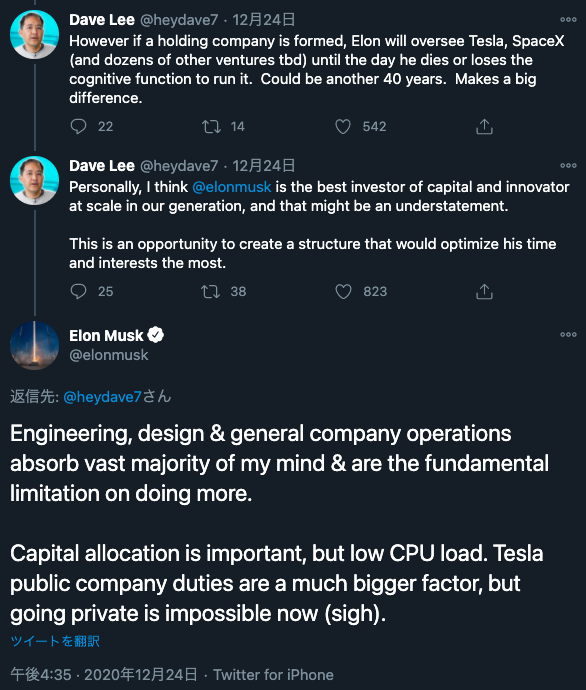 Dave Lee @heydave7 · 12月24日
However if a holding company is formed, Elon will oversee Tesla, SpaceX
(and dozens of other ventures tbd) until the day he dies or loses the
cognitive function to run it.  Could be another 40 years.  Makes a big
difference.
22 14 542
Dave Lee @heydave7 · 12月24日
Personally, I think @elonmusk is the best investor of capital and innovator
at scale in our generation, and that might be an understatement.
This is an opportunity to create a structure that would optimize his time
and interests the most.
25 38 823
Elon Musk
@elonmusk
返信先: @heydave7さん
Engineering, design & general company operations
absorb vast majority of my mind & are the fundamental
limitation on doing more.
Capital allocation is important, but low CPU load. Tesla
public company duties are a much bigger factor, but
going private is impossible now (sigh).
ツイートを翻訳
午後4:35 · 2020年12月24日 · Twitter for iPhone